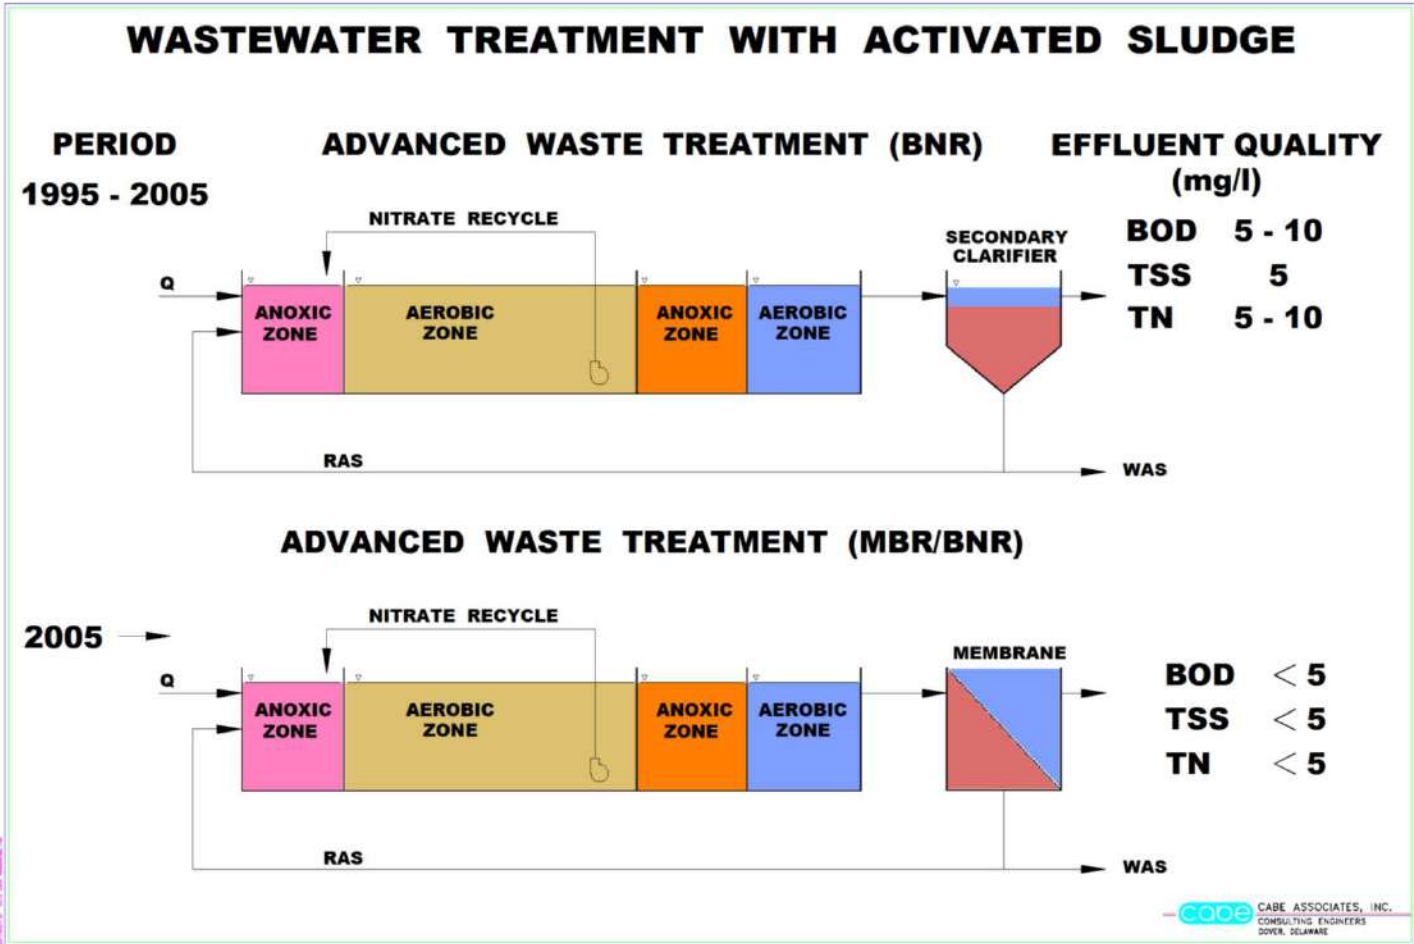 WASTEWATER TREATMENT WITH ACTIVATED SLUDGE
PERIOD
1995 - 2005
ADVANCED WASTE TREATMENT (BNR)
EFFLUENT QUALITY
(mg/l)
NITRATE RECYCLE
SECONDARY
CLARIFIER
BOD 5 - 10
TSS 5
TN 5 - 10
Q
ANOXIC
ZONE
AEROBIC
ZONE
ANOXIC
ZONE
AEROBIC
ZONE
RAS
WAS
ADVANCED WASTE TREATMENT (MBR/BNR)
2005
NITRATE RECYCLE
MEMBRANE
BOD < 5
TSS < 5
TN < 5
Q
ANOXIC
ZONE
AEROBIC
ZONE
ANOXIC
ZONE
AEROBIC
ZONE
RAS
WAS
cabe
CABE ASSOCIATES, INC.
CONSULTING ENGINEERS
DOVER, DELAWARE